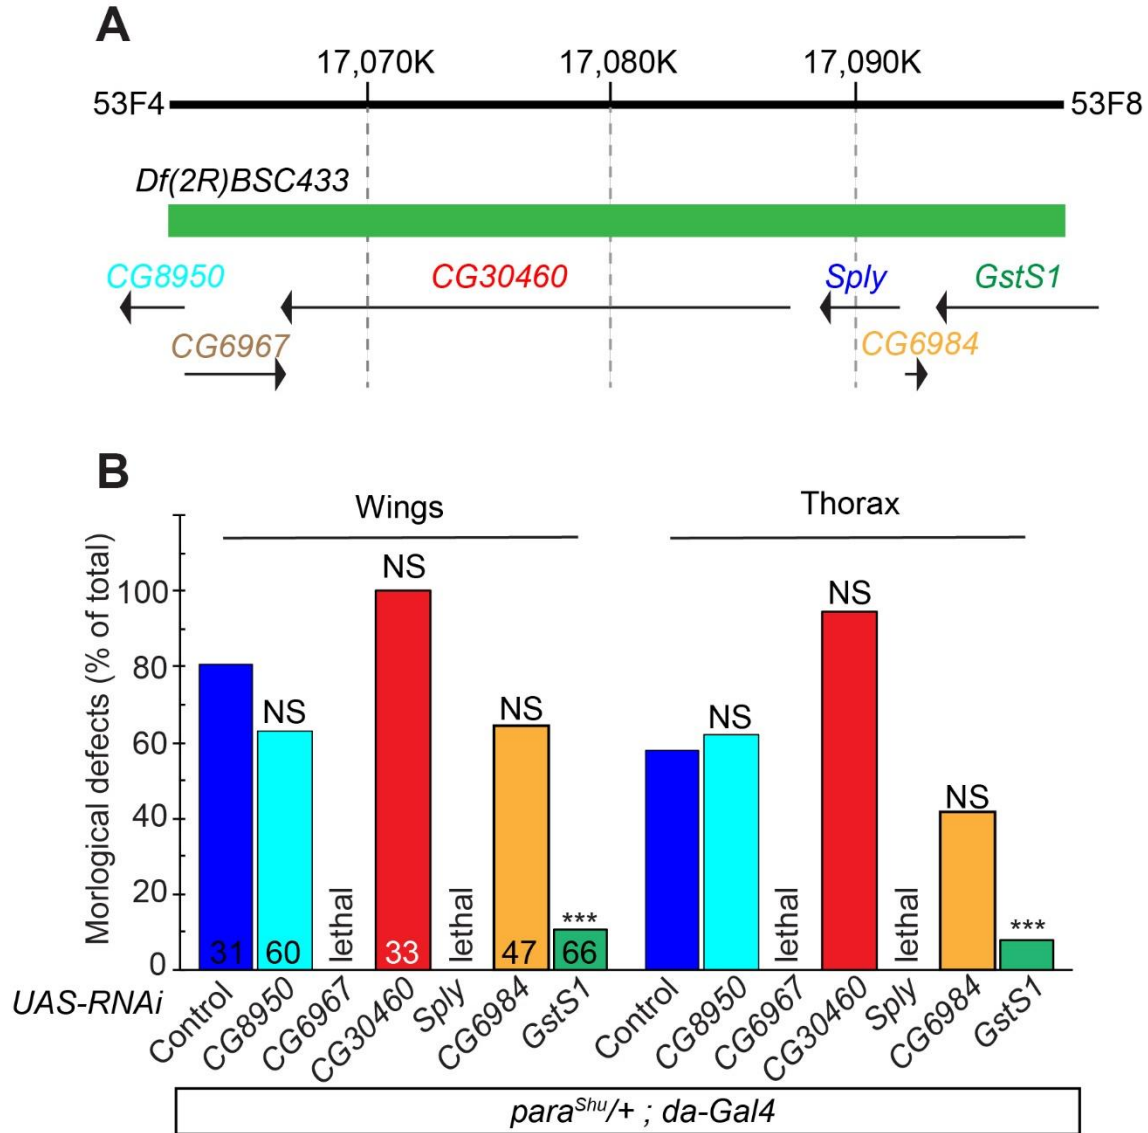 A
17,070K 17,080K 17,090K
53F4 53F8
Df(2R)BSC433
CG8950 CG30460 Sply GstS1
CG6967 CG6984
B
Wings Thorax
Morlogical defects (% of total)
100
80
60
40
20
0
NS NS NS NS NS NS
lethal lethal *** lethal lethal ***
31 60 33 47 66
UAS-RNAi
Control CG8950 CG6967 CG30460 Sply CG6984 GstS1 Control CG8950 CG6967 CG30460 Sply CG6984 GstS1
paraShu/+ ; da-Gal4